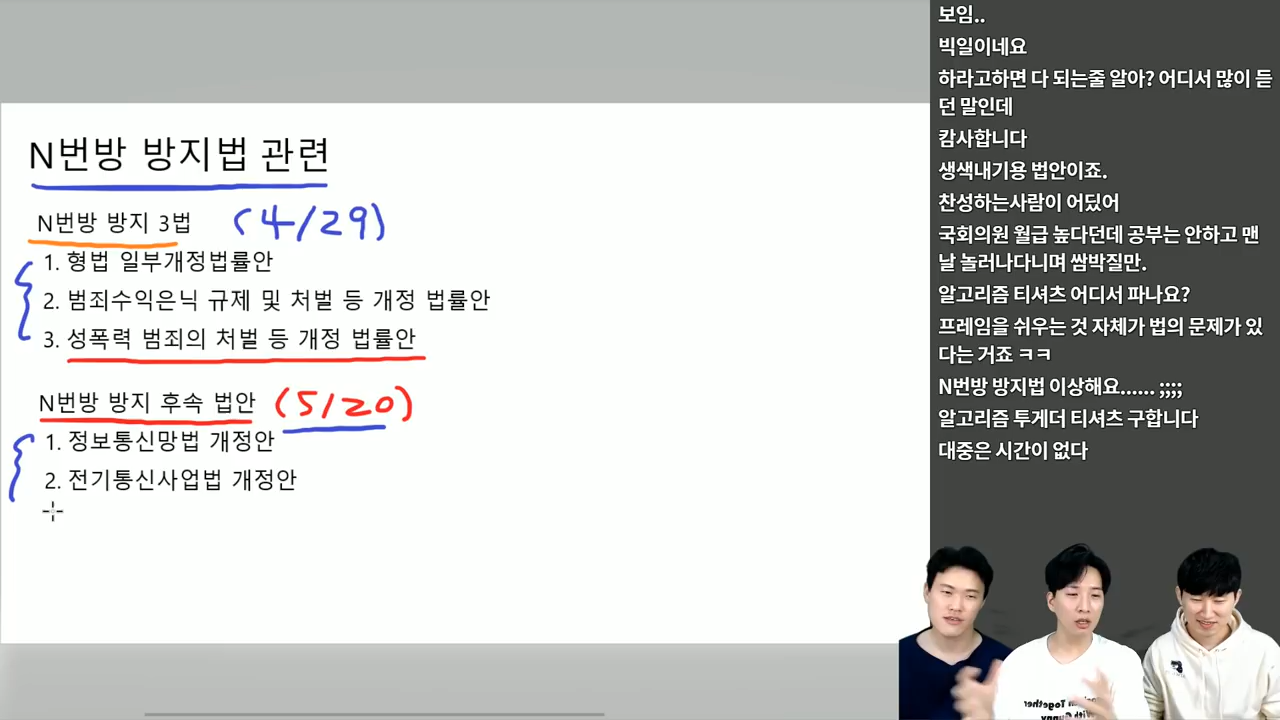 N번방 방지법 관련
N번방 방지 3법 (4/29)
1. 형법 일부개정법률안
2. 범죄수익은닉 규제 및 처벌 등 개정 법률안
3. 성폭력 범죄의 처벌 등 개정 법률안
N번방 방지 후속 법안 (5/20)
1. 정보통신망법 개정안
2. 전기통신사업법 개정안
보임..
빅일이네요
하라고하면 다 되는줄 알아? 어디서 많이 듣
던 말인데
캄사합니다
생색내기용 법안이죠.
찬성하는사람이 어딨어
국회의원 월급 높다던데 공부는 안하고 맨
날 놀러나다니며 쌈박질만.
알고리즘 티셔츠 어디서 파나요?
프레임을 쉬우는 것 자체가 법의 문제가 있
다는 거죠 ㅋㅋ
N번방 방지법 이상해요...... ;;;;
알고리즘 투게더 티셔츠 구합니다
대중은 시간이 없다
Together